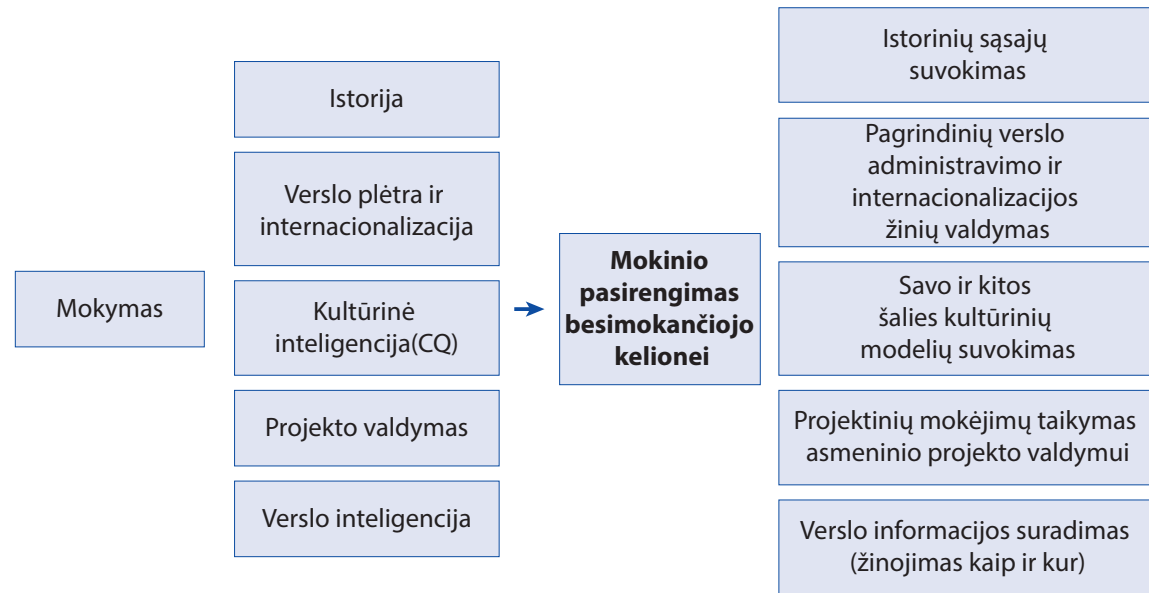 Mokymas
Istorija
Verslo plėtra ir
internacionalizacija
Kultūrinė
inteligencija(CQ)
Projekto valdymas
Verslo inteligencija
Mokinio
pasirengimas
besimokančiojo
kelionei
Istorinių sąsajų
suvokimas
Pagrindinių verslo
administravimo ir
internacionalizacijos
žinių valdymas
Savo ir kitos
šalies kultūrinių
modelių suvokimas
Projektinių mokėjimų taikymas
asmeninio projekto valdymui
Verslo informacijos suradimas
(žinojimas kaip ir kur)